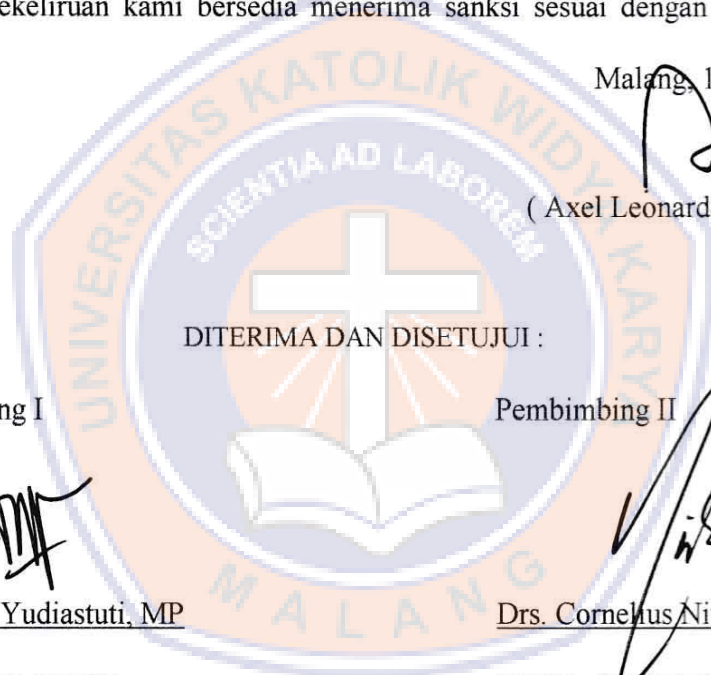 ekeliruan kami bersedia menerima sanksi sesuai dengan
Malang, 1
( Axel Leonard
DITERIMA DAN DISETUJUI :
ng I
Pembimbing II
Yudiastuti, MP
Drs. Cornelius Ni
UNIVERSITAS KATOLIK WIDYA KARYA
SCIENTIA AD LABOREM
MALANG